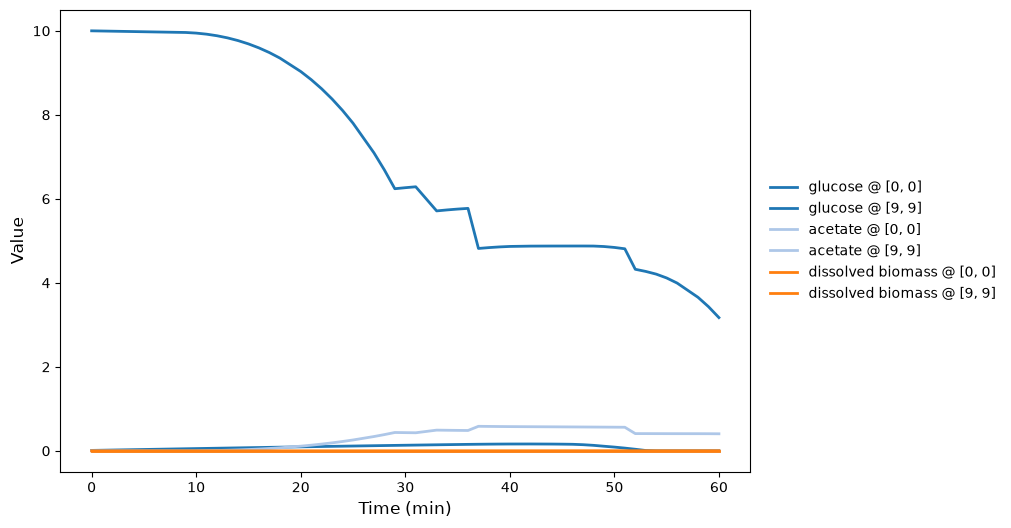 10
8
6
4
2
0
Value
0 10 20 30 40 50 60
Time (min)
glucose @ [0, 0]
glucose @ [9, 9]
acetate @ [0, 0]
acetate @ [9, 9]
dissolved biomass @ [0, 0]
dissolved biomass @ [9, 9]